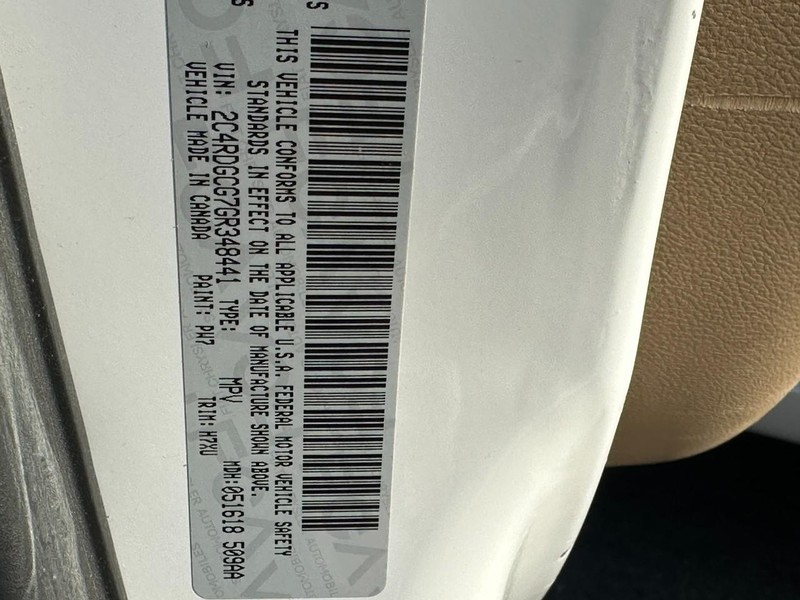 THIS VEHICLE CONFORMS TO ALL APPLICABLE U.S.A. FEDERAL MOTOR VEHICLE SAFETY
STANDARDS IN EFFECT ON THE DATE OF MANUFACTURE SHOWN ABOVE.
VIN: 2C4RDGCG7GR348441 TYPE: MPV MDH:051618 509AA
VEHICLE MADE IN CANADA PAINT: PW7 TRIM: H7XU